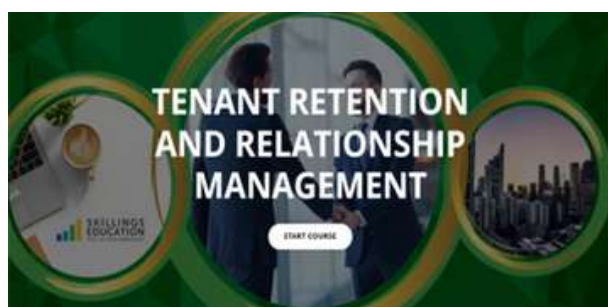 TENANT RETENTION
AND RELATIONSHIP
MANAGEMENT
START COURSE
SKILLINGS
EDUCATION